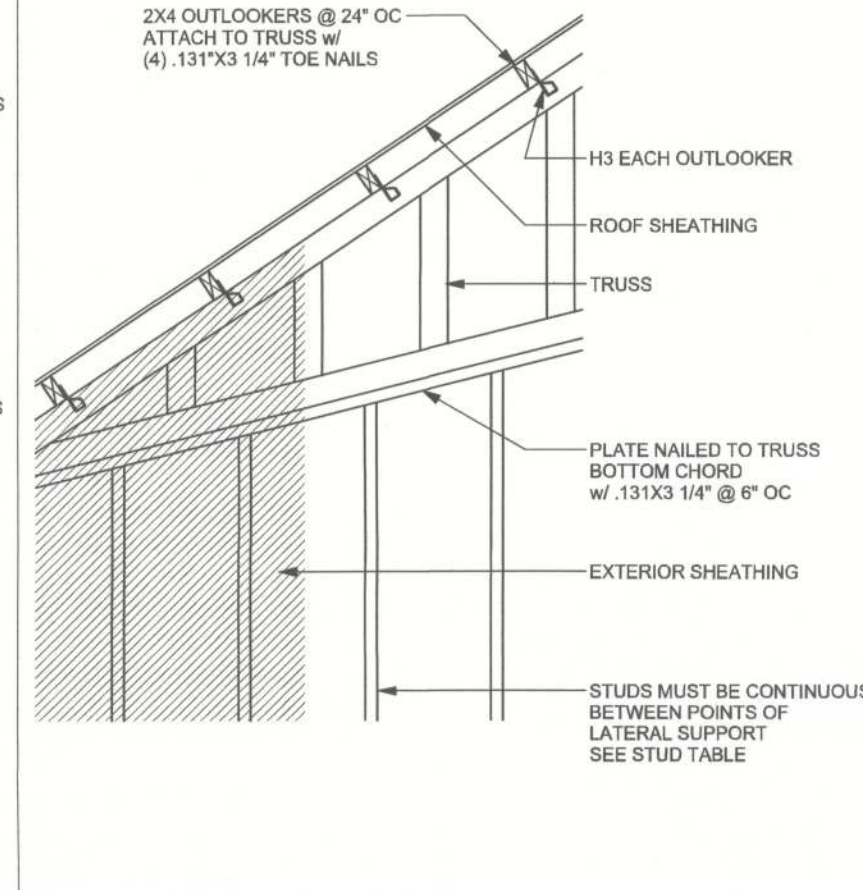 2X4 OUTLOOKERS @ 24" OC
ATTACH TO TRUSS w/
(4) .131"X3 1/4" TOE NAILS
H3 EACH OUTLOOKER
ROOF SHEATHING
TRUSS
PLATE NAILED TO TRUSS
BOTTOM CHORD
w/ .131X3 1/4" @ 6" OC
EXTERIOR SHEATHING
STUDS MUST BE CONTINUOUS
BETWEEN POINTS OF
LATERAL SUPPORT
SEE STUD TABLE